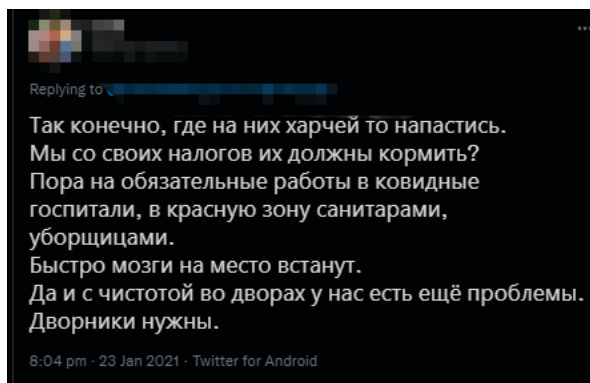 Replying to
Так конечно, где на них харчей то напастись.
Мы со своих налогов их должны кормить?
Пора на обязательные работы в ковидные
госпитали, в красную зону санитарами,
уборщицами.
Быстро мозги на место встанут.
Да и с чистотой во дворах у нас есть ещё проблемы.
Дворники нужны.
8:04 pm · 23 Jan 2021 · Twitter for Android